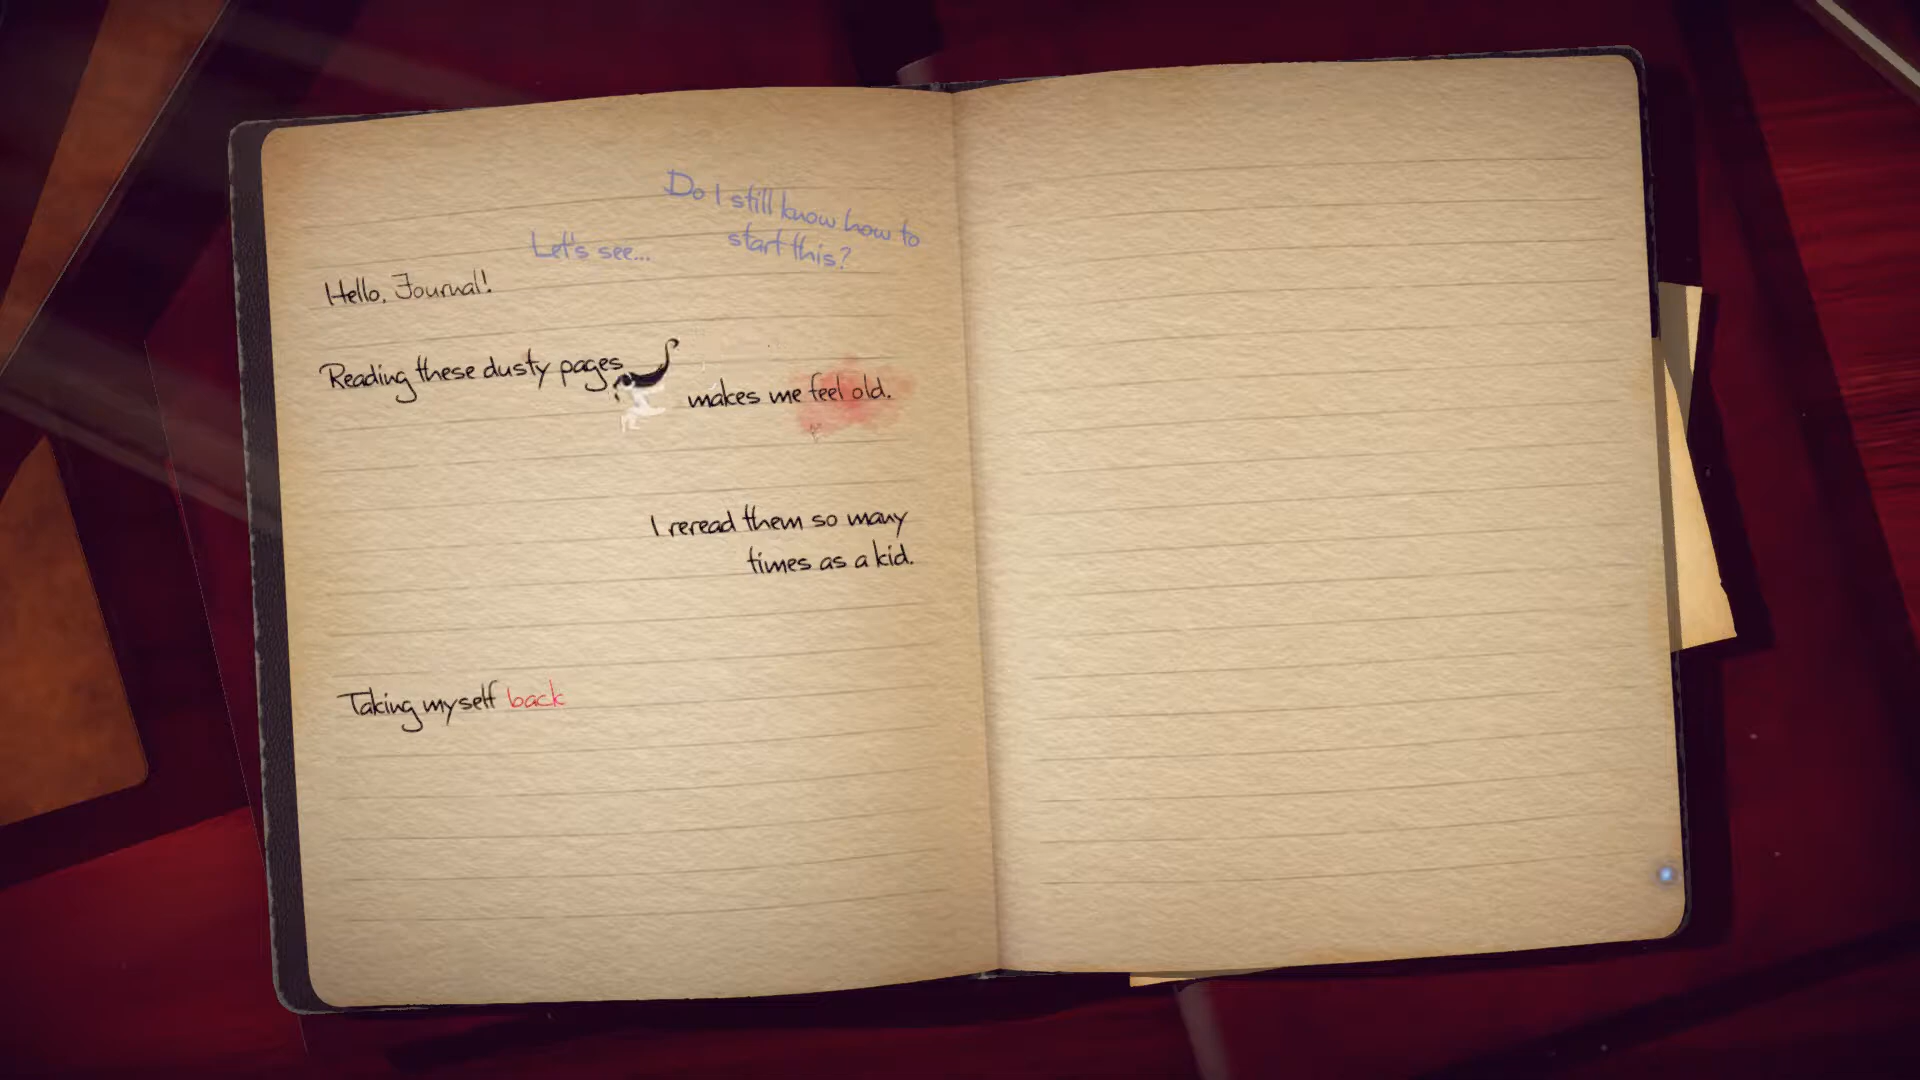 Do I still know how to
start this?
Let's see...
Hello, Journal!
Reading these dusty pages
makes me feel old.
I reread them so many
times as a kid.
Taking myself back